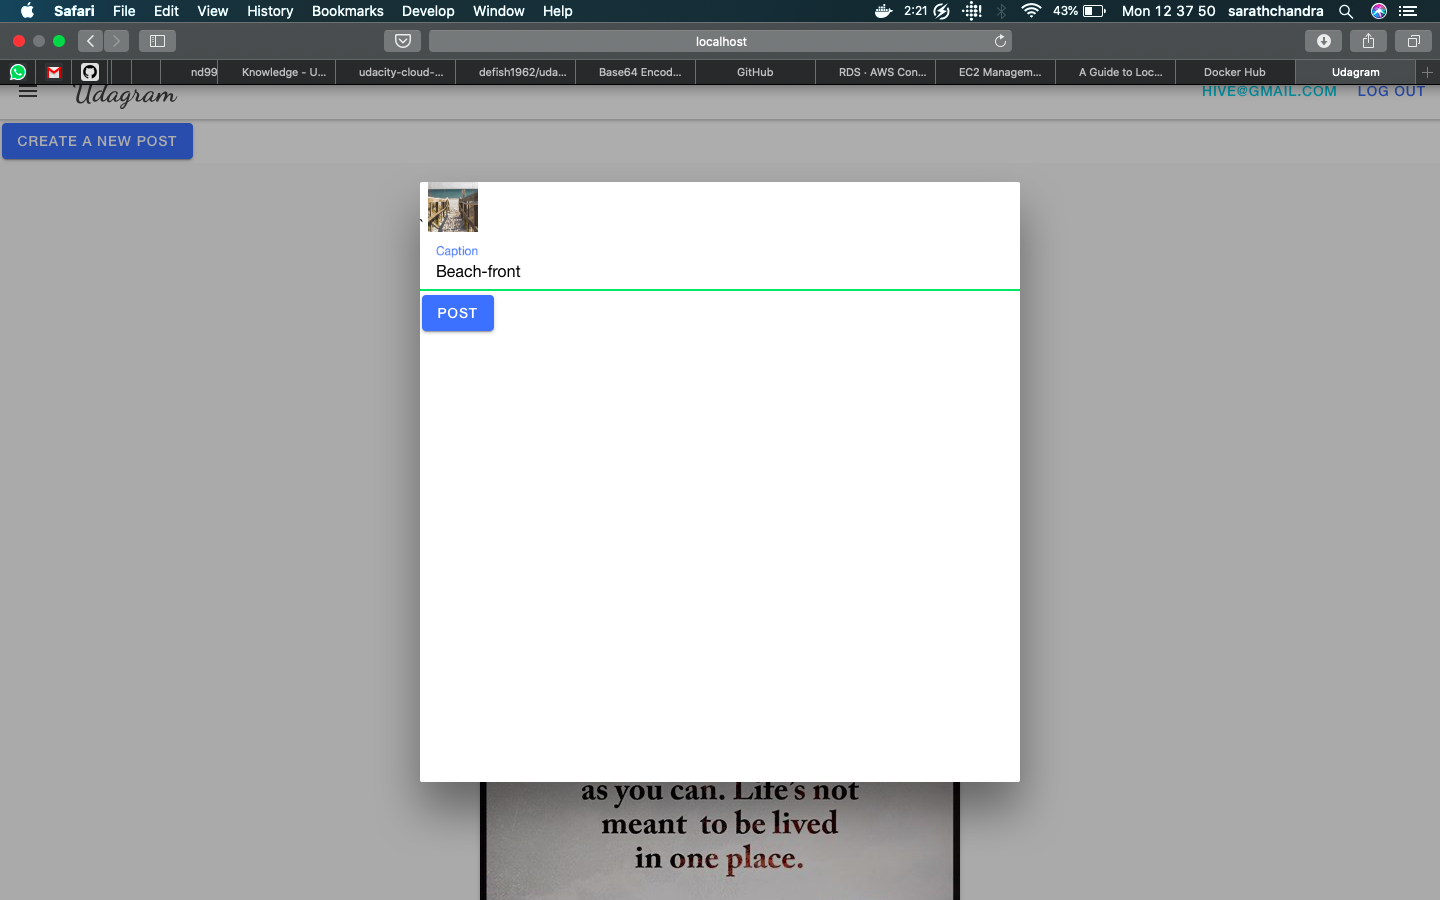 Safari File Edit View History Bookmarks Develop Window Help 2:21 43% Mon 12 37 50 sarathchandra
localhost
nd99 Knowledge - U... udacity-cloud-... defish1962/uda... Base64 Encod... GitHub RDS · AWS Con... EC2 Managem... A Guide to Loc... Docker Hub Udagram
Udagram HIVE@GMAIL.COM LOG OUT
CREATE A NEW POST
`
Caption
Beach-front
POST
as you can. Life's not
meant to be lived
in one place.